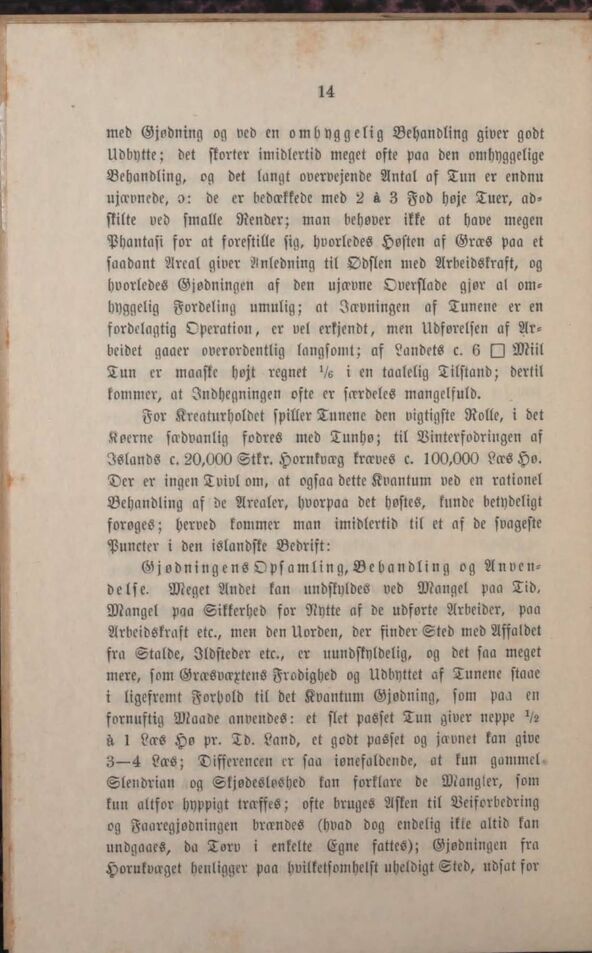 14
med Gjødning og ved en ombyggelig Behandling giver godt
Udbytte; det skorter imidlertid meget ofte paa den omhyggelige
Behandling, og det langt overvejende Antal af Tun er endnu
ujævnede, ɔ: de er bedækkede med 2 à 3 Fod høje Tuer, ad-
skilte ved smalle Render; man behøver ikke at have megen
Phantasi for at forestille sig, hvorledes Høsten af Græs paa et
saadant Areal giver Anledning til Ødslen med Arbeidskraft, og
hvorledes Gjødningen af den ujævne Overflade gjør al om-
hyggelig Fordeling umulig; at Jævningen af Tunene er en
fordelagtig Operation, er vel erkjendt, men Udførelsen af Ar-
beidet gaaer overordentlig langsomt; af Landets c. 6 □ Miil
Tun er maaske højt regnet 1/6 i en taalelig Tilstand; dertil
kommer, at Indhegningen ofte er særdeles mangelfuld.
For Kreaturholdet spiller Tunene den vigtigste Rolle, i det
Køerne sædvanlig fodres med Tunhø; til Vinterfodringen af
Islands c. 20,000 Stkr. Hornkvæg kræves c. 100,000 Læs Hø.
Der er ingen Tvivl om, at ogsaa dette Kvantum ved en rationel
Behandling af de Arealer, hvorpaa det høstes, kunde betydeligt
forøges; herved kommer man imidlertid til et af de svageste
Puncter i den islandske Bedrift:
Gjødningens Opsamling, Behandling og Anven-
delse. Meget Andet kan undskyldes ved Mangel paa Tid,
Mangel paa Sikkerhed for Nytte af de udførte Arbeider, paa
Arbeidskraft etc., men den Uorden, der finder Sted med Affaldet
fra Stalde, Ildsteder etc., er uundskyldelig, og det saa meget
mere, som Græsvæxtens Frodighed og Udbyttet af Tunene staae
i ligefremt Forhold til det Kvantum Gjødning, som paa en
fornuftig Maade anvendes: et slet passet Tun giver neppe 1/2
à 1 Læs Hø pr. Td. Land, et godt passet og jævnet kan give
3—4 Læs; Differencen er saa iønefaldende, at kun gammel
Slendrian og Skjødesløshed kan forklare de Mangler, som
kun altfor hyppigt træffes; ofte bruges Asken til Veiforbedring
og Faaregjødningen brændes (hvad dog endelig ikke altid kan
undgaaes, da Tørv i enkelte Egne fattes); Gjødningen fra
Hornkvæget henligger paa hvilketsomhelst uheldigt Sted, udsat for